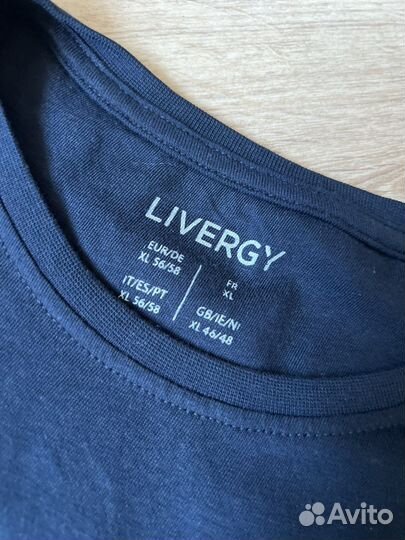 LIVERGY
EUR/DE
XL 56/58
FR
XL
IT/ES/PT
XL 56/58
GB/IE/NI
XL 46/48
Avito